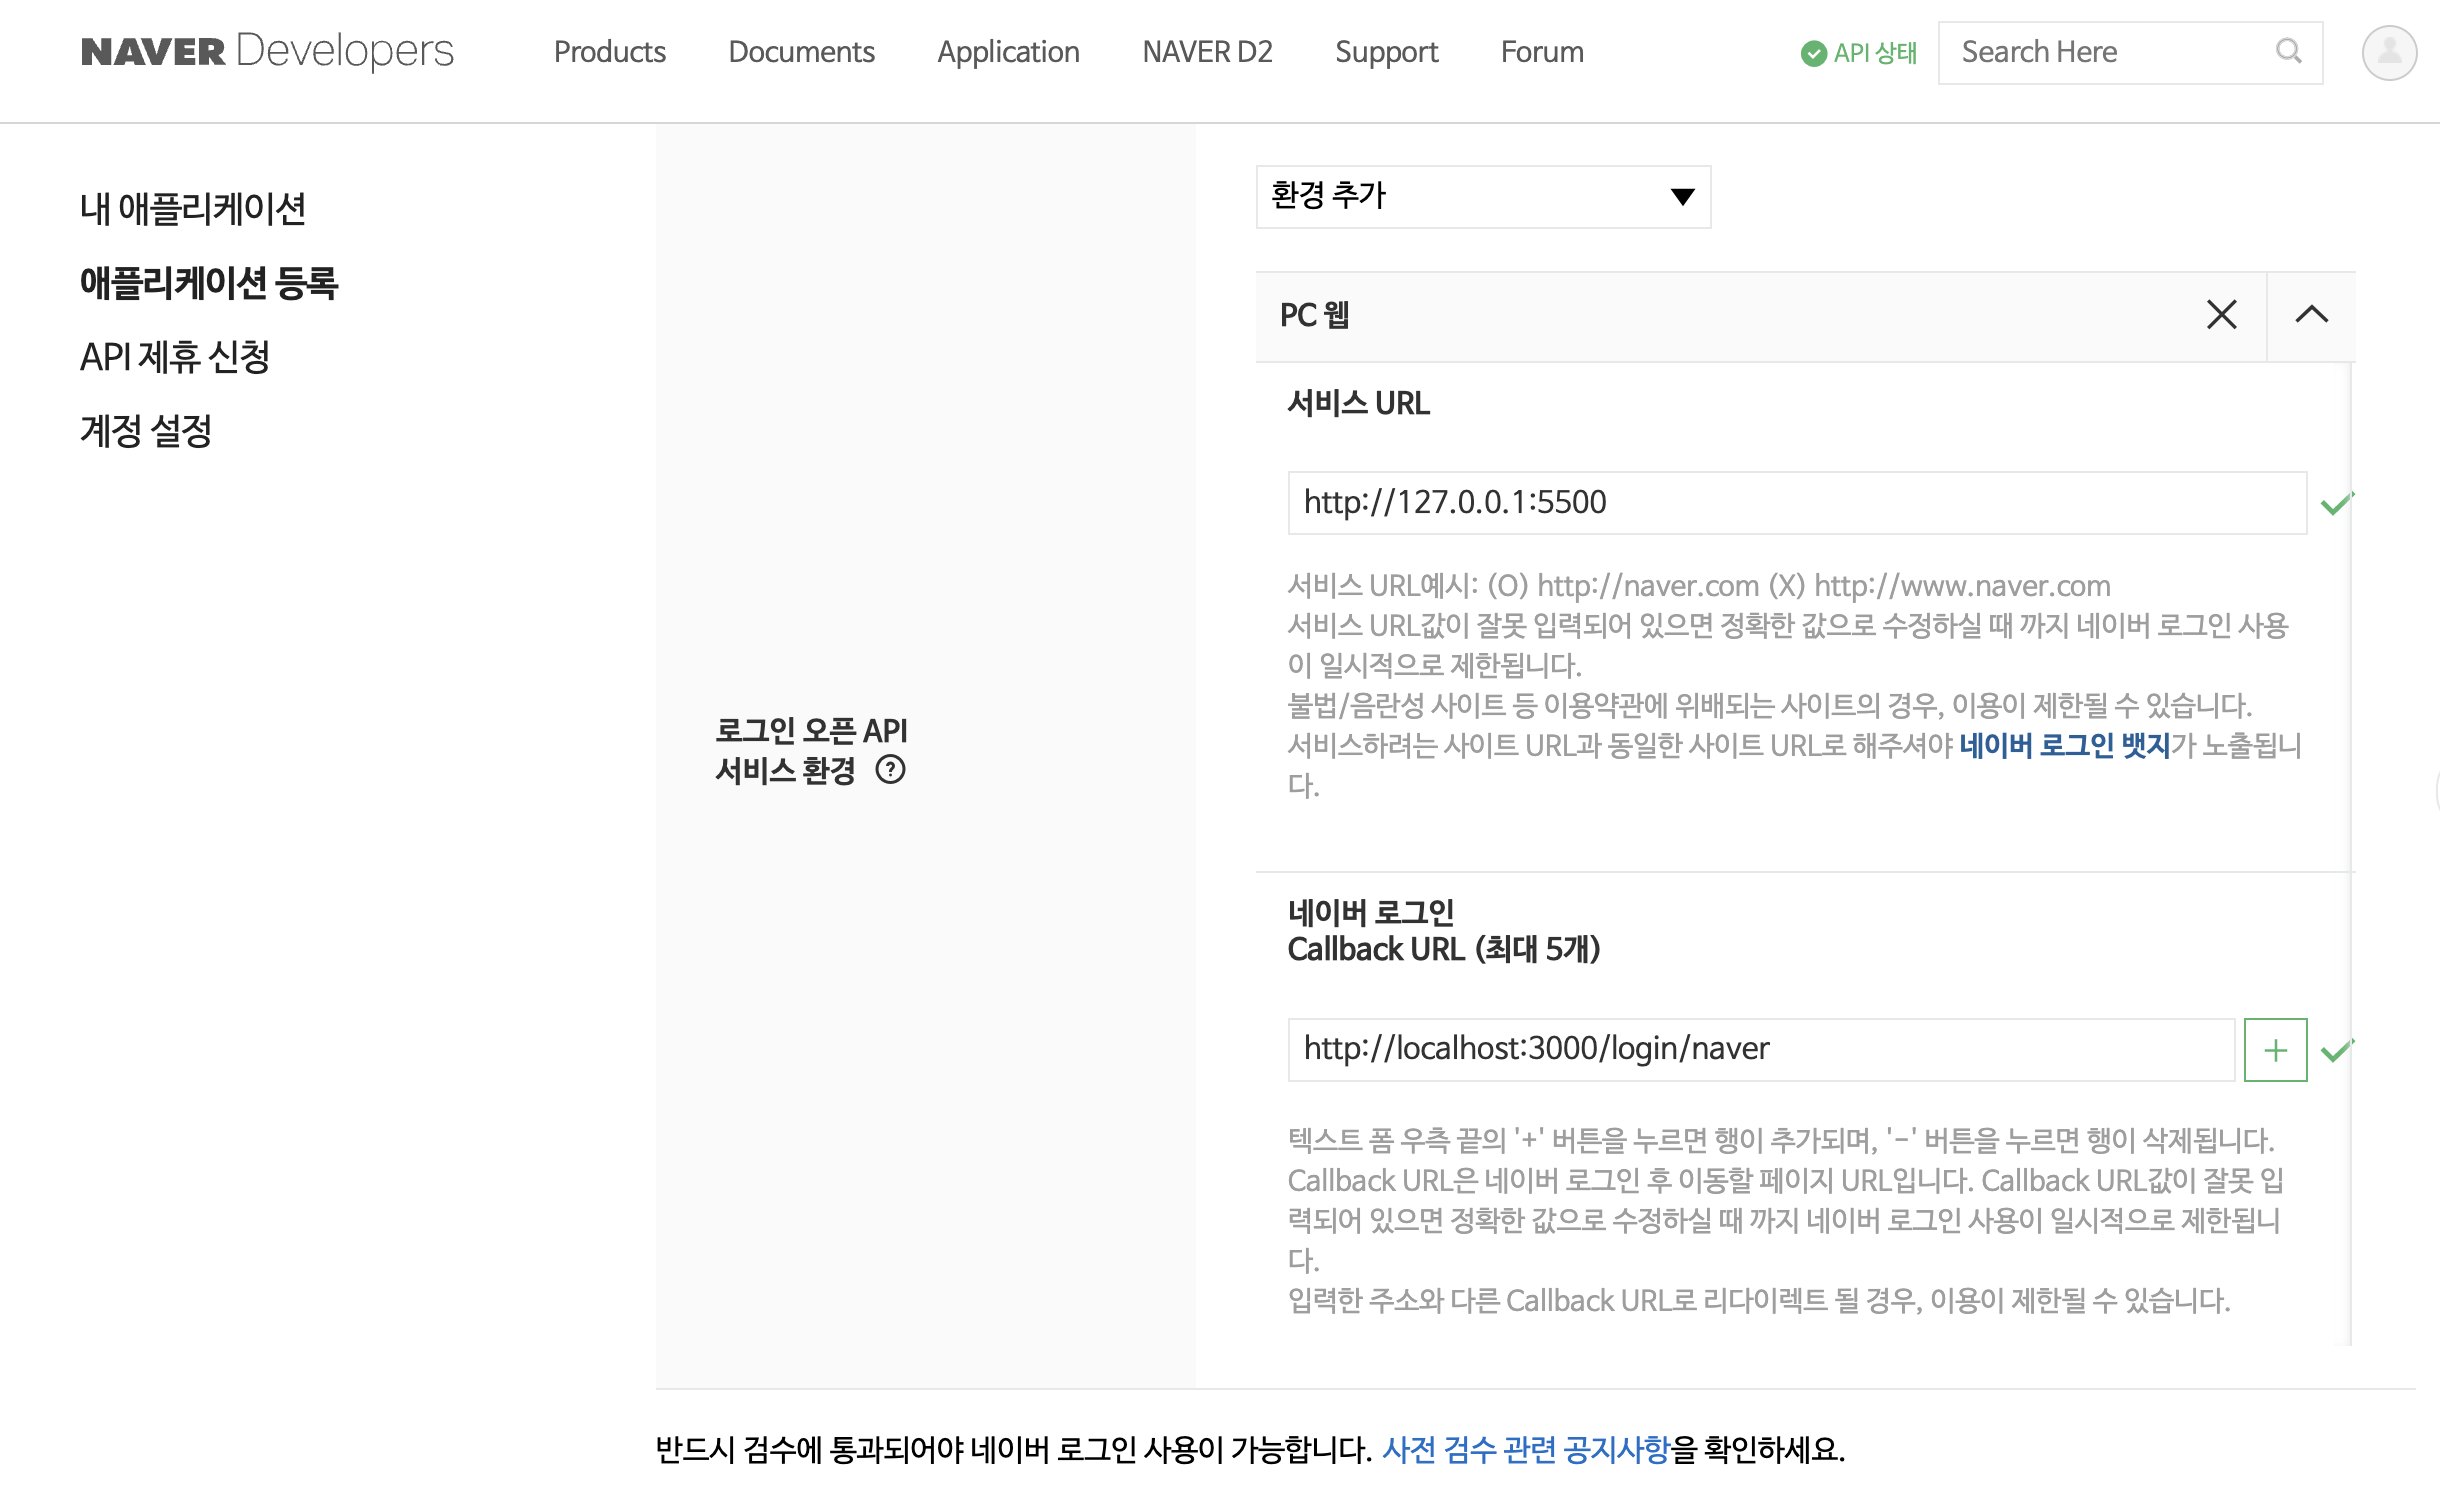 NAVER Developers
Products
Documents
Application
NAVER D2
Support
Forum
API 상태
Search Here
내 애플리케이션
애플리케이션 등록
API 제휴 신청
계정 설정
로그인 오픈 API
서비스 환경 ?
환경 추가
PC 웹
서비스 URL
http://127.0.0.1:5500
서비스 URL예시: (O) http://naver.com (X) http://www.naver.com
서비스 URL값이 잘못 입력되어 있으면 정확한 값으로 수정하실 때 까지 네이버 로그인 사용
이 일시적으로 제한됩니다.
불법/음란성 사이트 등 이용약관에 위배되는 사이트의 경우, 이용이 제한될 수 있습니다.
서비스하려는 사이트 URL과 동일한 사이트 URL로 해주셔야 네이버 로그인 뱃지가 노출됩니
다.
네이버 로그인
Callback URL (최대 5개)
http://localhost:3000/login/naver
+
텍스트 폼 우측 끝의 '+' 버튼을 누르면 행이 추가되며, '-' 버튼을 누르면 행이 삭제됩니다.
Callback URL은 네이버 로그인 후 이동할 페이지 URL입니다. Callback URL값이 잘못 입
력되어 있으면 정확한 값으로 수정하실 때 까지 네이버 로그인 사용이 일시적으로 제한됩니
다.
입력한 주소와 다른 Callback URL로 리다이렉트 될 경우, 이용이 제한될 수 있습니다.
반드시 검수에 통과되어야 네이버 로그인 사용이 가능합니다. 사전 검수 관련 공지사항을 확인하세요.